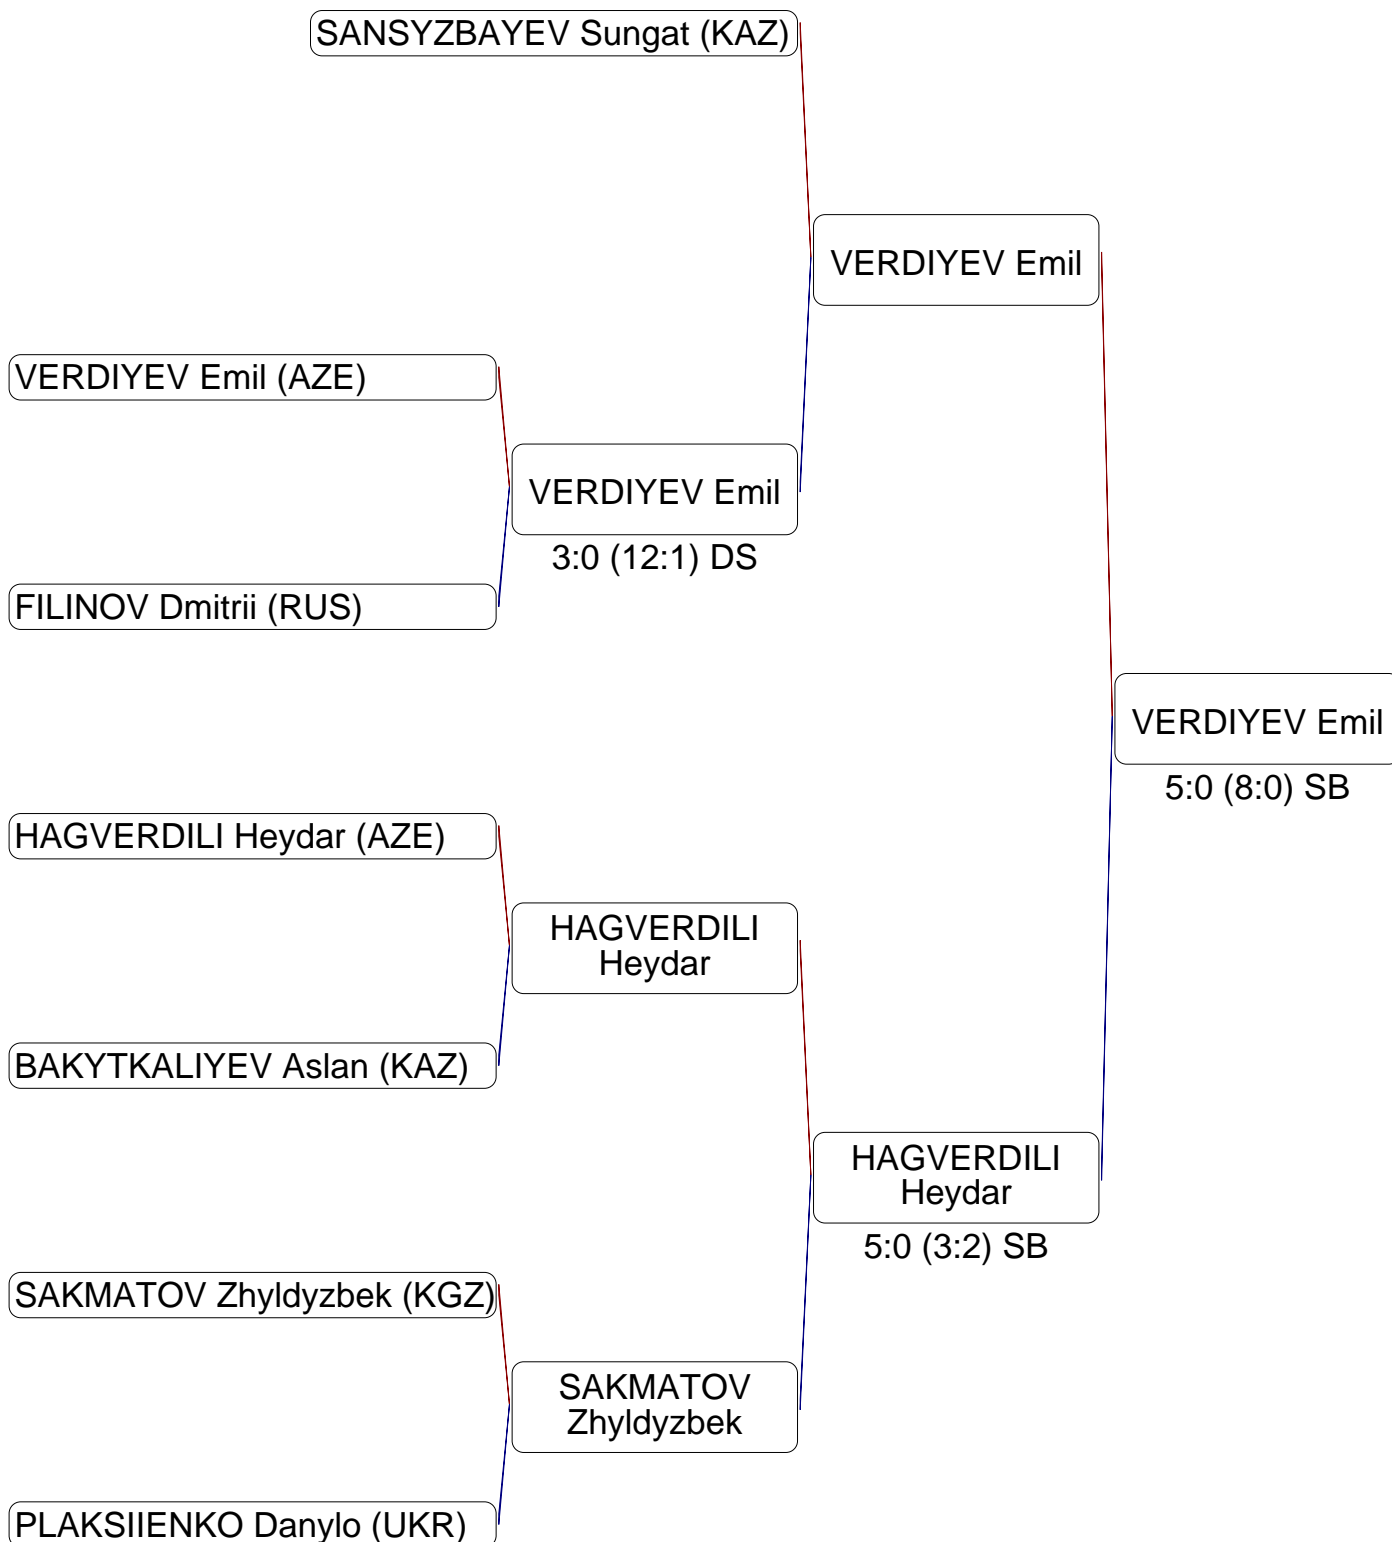 SANSYZBAYEV Sungat (KAZ)
VERDIYEV Emil
VERDIYEV Emil (AZE)
VERDIYEV Emil
3:0 (12:1) DS
FILINOV Dmitrii (RUS)
VERDIYEV Emil
5:0 (8:0) SB
HAGVERDILI Heydar (AZE)
HAGVERDILI
Heydar
BAKYTKALIYEV Aslan (KAZ)
HAGVERDILI
Heydar
5:0 (3:2) SB
SAKMATOV Zhyldyzbek (KGZ)
SAKMATOV
Zhyldyzbek
PLAKSIIENKO Danylo (UKR)